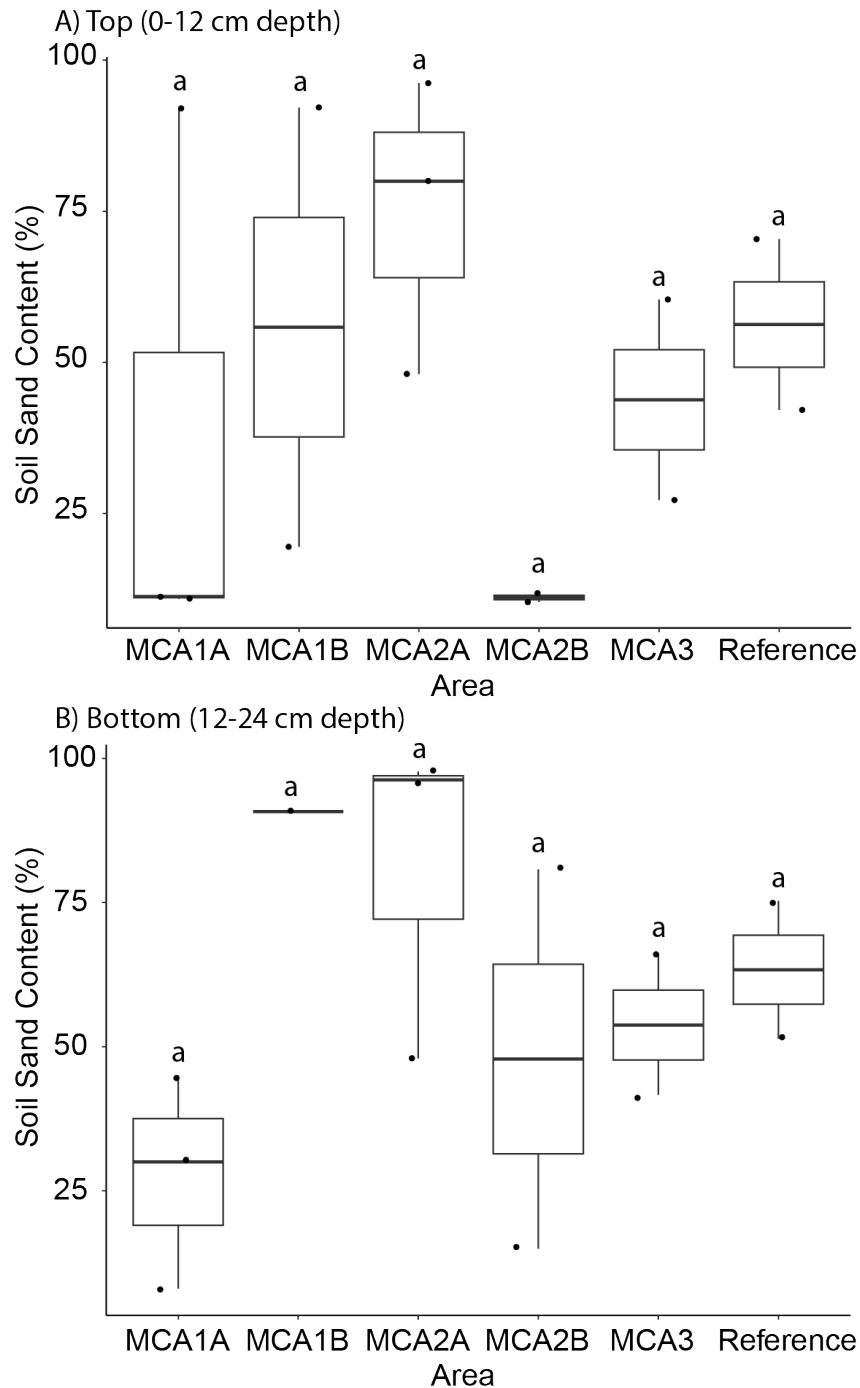 A) Top (0-12 cm depth)
100
75
50
25
Soil Sand Content (%)
a a a a a a
MCA1A MCA1B MCA2A MCA2B MCA3 Reference
Area
B) Bottom (12-24 cm depth)
100
75
50
25
Soil Sand Content (%)
a a a a a a
MCA1A MCA1B MCA2A MCA2B MCA3 Reference
Area